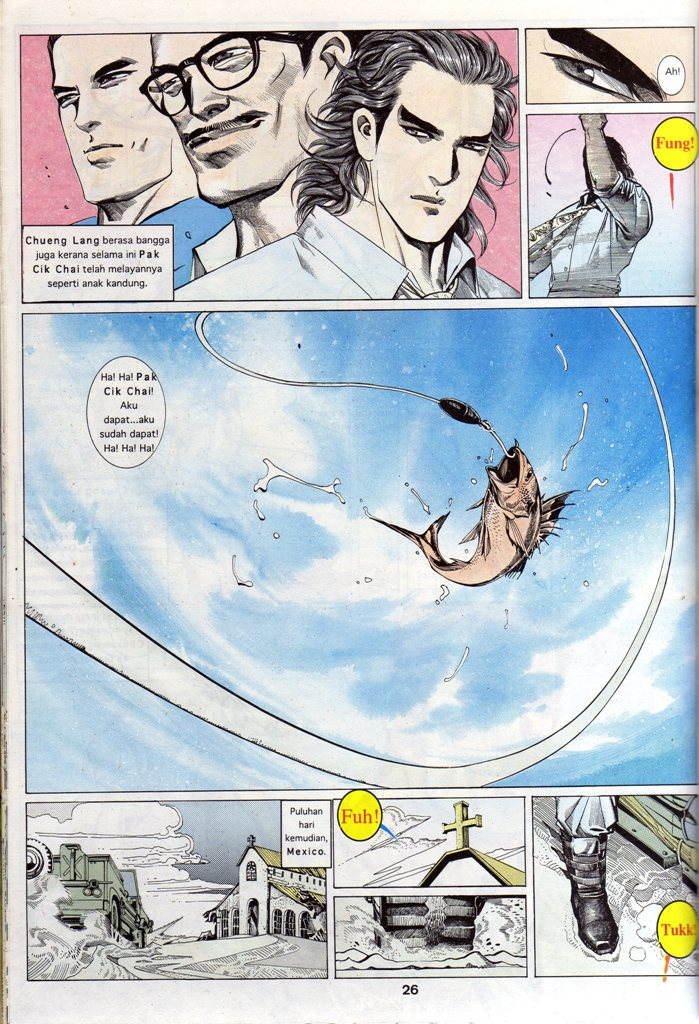 Chueng Lang berasa bangga
juga kerana selama ini Pak
Cik Chai telah melayannya
seperti anak kandung.
Ah!
Fung!
Ha! Ha! Pak
Cik Chai!
Aku
dapat...aku
sudah dapat!
Ha! Ha! Ha!
Puluhan
hari
kemudian,
Mexico.
Fuh!
Tukk!
26